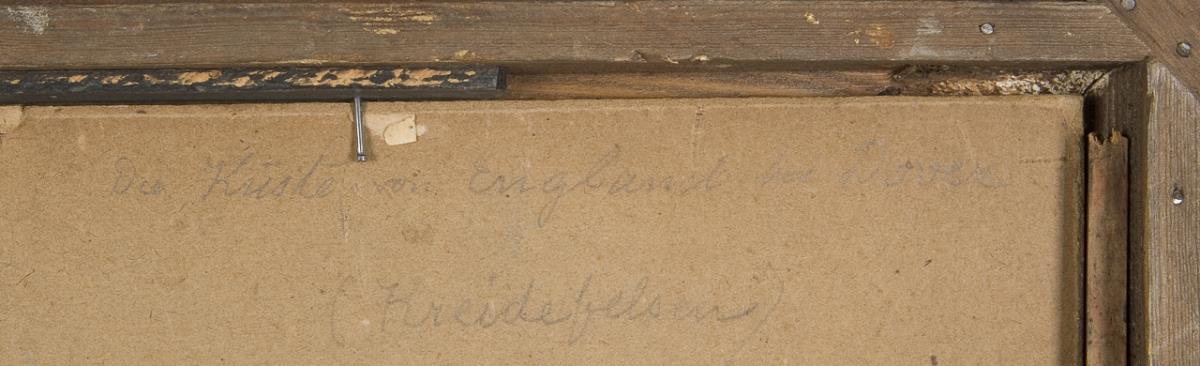 Die Küste von England bei Dover
(Kreidefelsen)